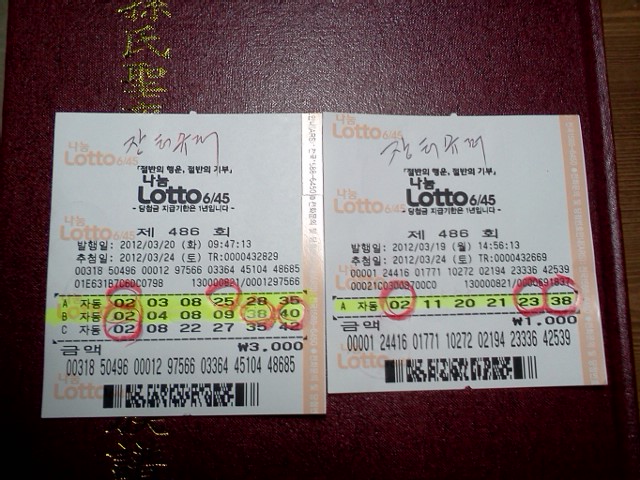 孫氏聖
나눔
Lotto 6/45
「절반의 행운, 절반의 기부」
나눔
Lotto 6/45
- 당첨금 지급기한은 1년입니다 -
제 486 회
발행일: 2012/03/20 (화) 09:47:13
추첨일: 2012/03/24 (토) TR:0000432829
00318 50496 00012 97566 03364 45104 48685
130000821/ 0001297566
A 자동 02 03 08 25 28 35
B 자동 02 04 08 09 38 40
C 자동 02 08 22 27 35 42
금액 ₩3,000
00318 50496 00012 97566 03364 45104 48685
나눔
Lotto 6/45
「절반의 행운, 절반의 기부」
나눔
Lotto 6/45
- 당첨금 지급기한은 1년입니다 -
제 486 회
발행일: 2012/03/19 (월) 14:56:13
추첨일: 2012/03/24 (토) TR:0000432669
00001 24416 01771 10272 02194 23336 42539
130000821/ 0000691837
A 자동 02 11 20 21 23 38
금액 ₩1,000
00001 24416 01771 10272 02194 23336 42539